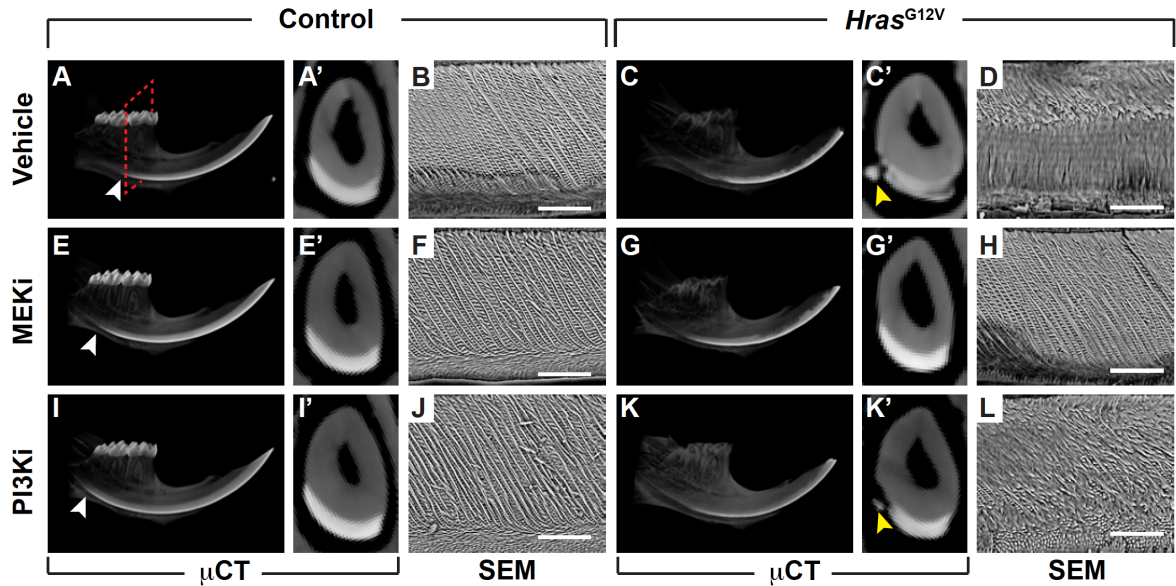 Control HrasG12V
Vehicle A A' B C C' D
MEKi E E' F G G' H
PI3Ki I I' J K K' L
μCT SEM μCT SEM